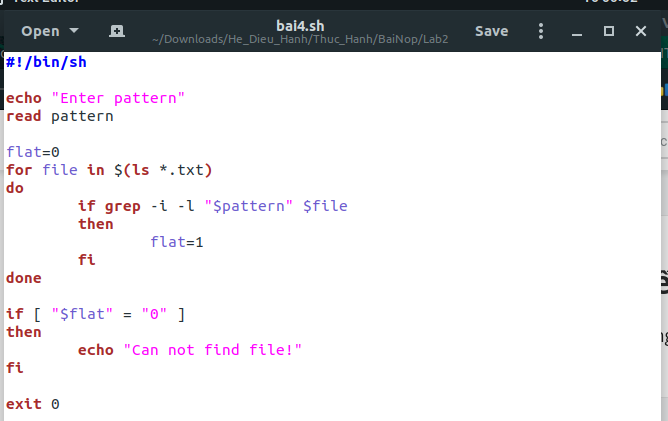 Text Editor
Open
bai4.sh
~/Downloads/He_Dieu_Hanh/Thuc_Hanh/BaiNop/Lab2
Save
#!/bin/sh
echo "Enter pattern"
read pattern
flat=0
for file in $(ls *.txt)
do
if grep -i -l "$pattern" $file
then
flat=1
fi
done
if [ "$flat" = "0" ]
then
echo "Can not find file!"
fi
exit 0